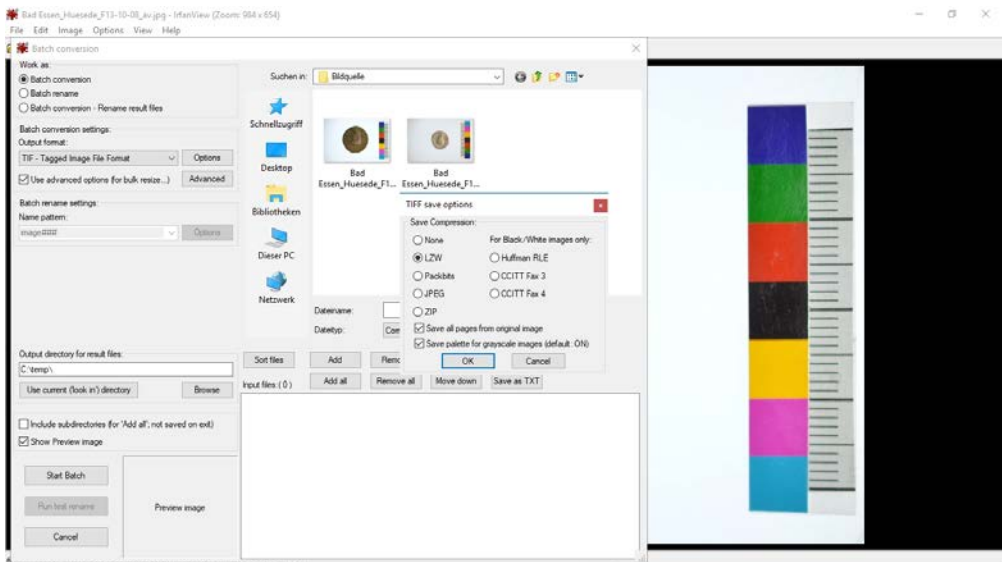 Bad Essen_Huesede_F13-10-08_av.jpg - IrfanView (Zoom: 984 x 654)
File Edit Image Options View Help
Batch conversion
Work as:
Batch conversion
Batch rename
Batch conversion - Rename result files
Batch conversion settings:
Output format:
TIF - Tagged Image File Format
Options
Use advanced options (for bulk resize...)
Advanced
Batch rename settings:
Name pattern:
image###
Options
Output directory for result files:
C:\temp\
Use current ('look in') directory
Browse
Include subdirectories (for 'Add all'; not saved on exit)
Show Preview image
Start Batch
Run test rename
Cancel
Preview image
Suchen in:
Bildquelle
Schnellzugriff
Desktop
Bibliotheken
Dieser PC
Netzwerk
Bad
Essen_Huesede_F1...
Bad
Essen_Huesede_F1...
Dateiname:
Dateityp:
Com
TIFF save options
Save Compression:
None
LZW
Packbits
JPEG
ZIP
For Black/White images only:
Huffman RLE
CCITT Fax 3
CCITT Fax 4
Save all pages from original image
Save palette for grayscale images (default: ON)
OK
Cancel
Sort files
Add
Remo
Input files: ( 0 )
Add all
Remove all
Move down
Save as TXT